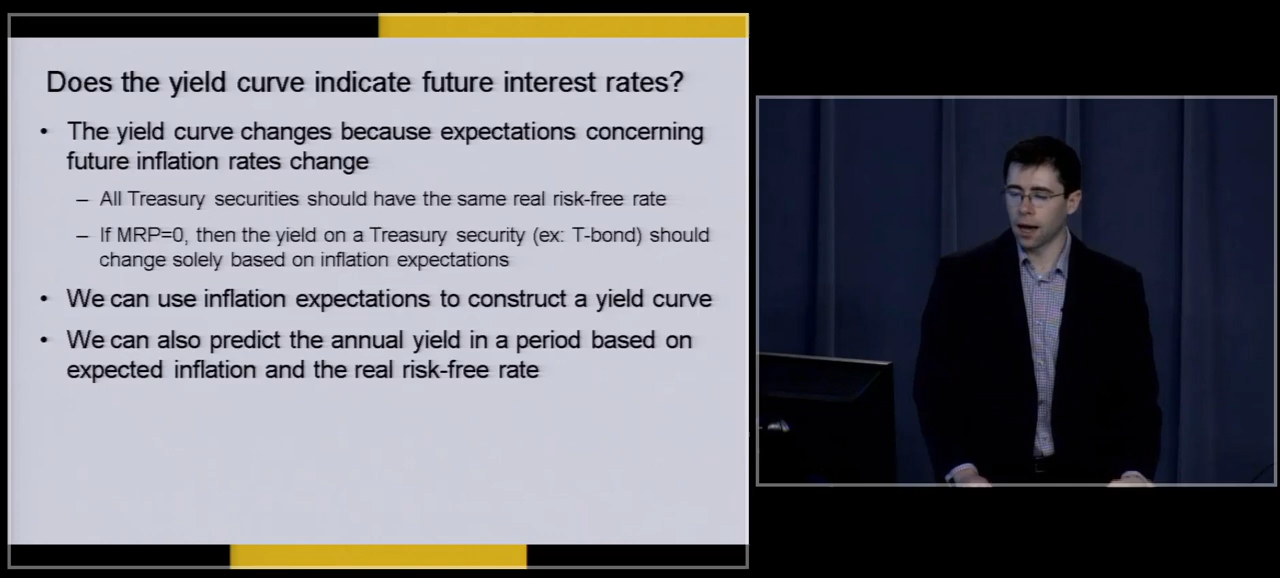 Does the yield curve indicate future interest rates?
• The yield curve changes because expectations concerning
future inflation rates change
– All Treasury securities should have the same real risk-free rate
– If MRP=0, then the yield on a Treasury security (ex: T-bond) should
change solely based on inflation expectations
• We can use inflation expectations to construct a yield curve
• We can also predict the annual yield in a period based on
expected inflation and the real risk-free rate